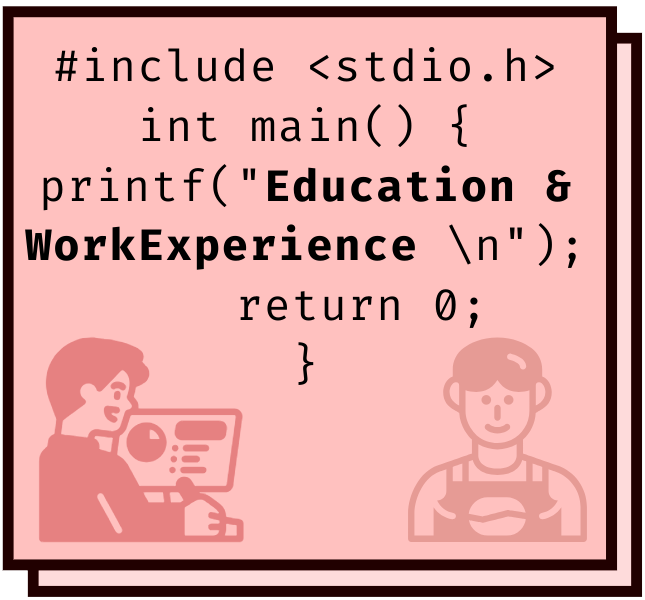 #include <stdio.h>
int main() {
printf("Education &
WorkExperience \n");
return 0;
}